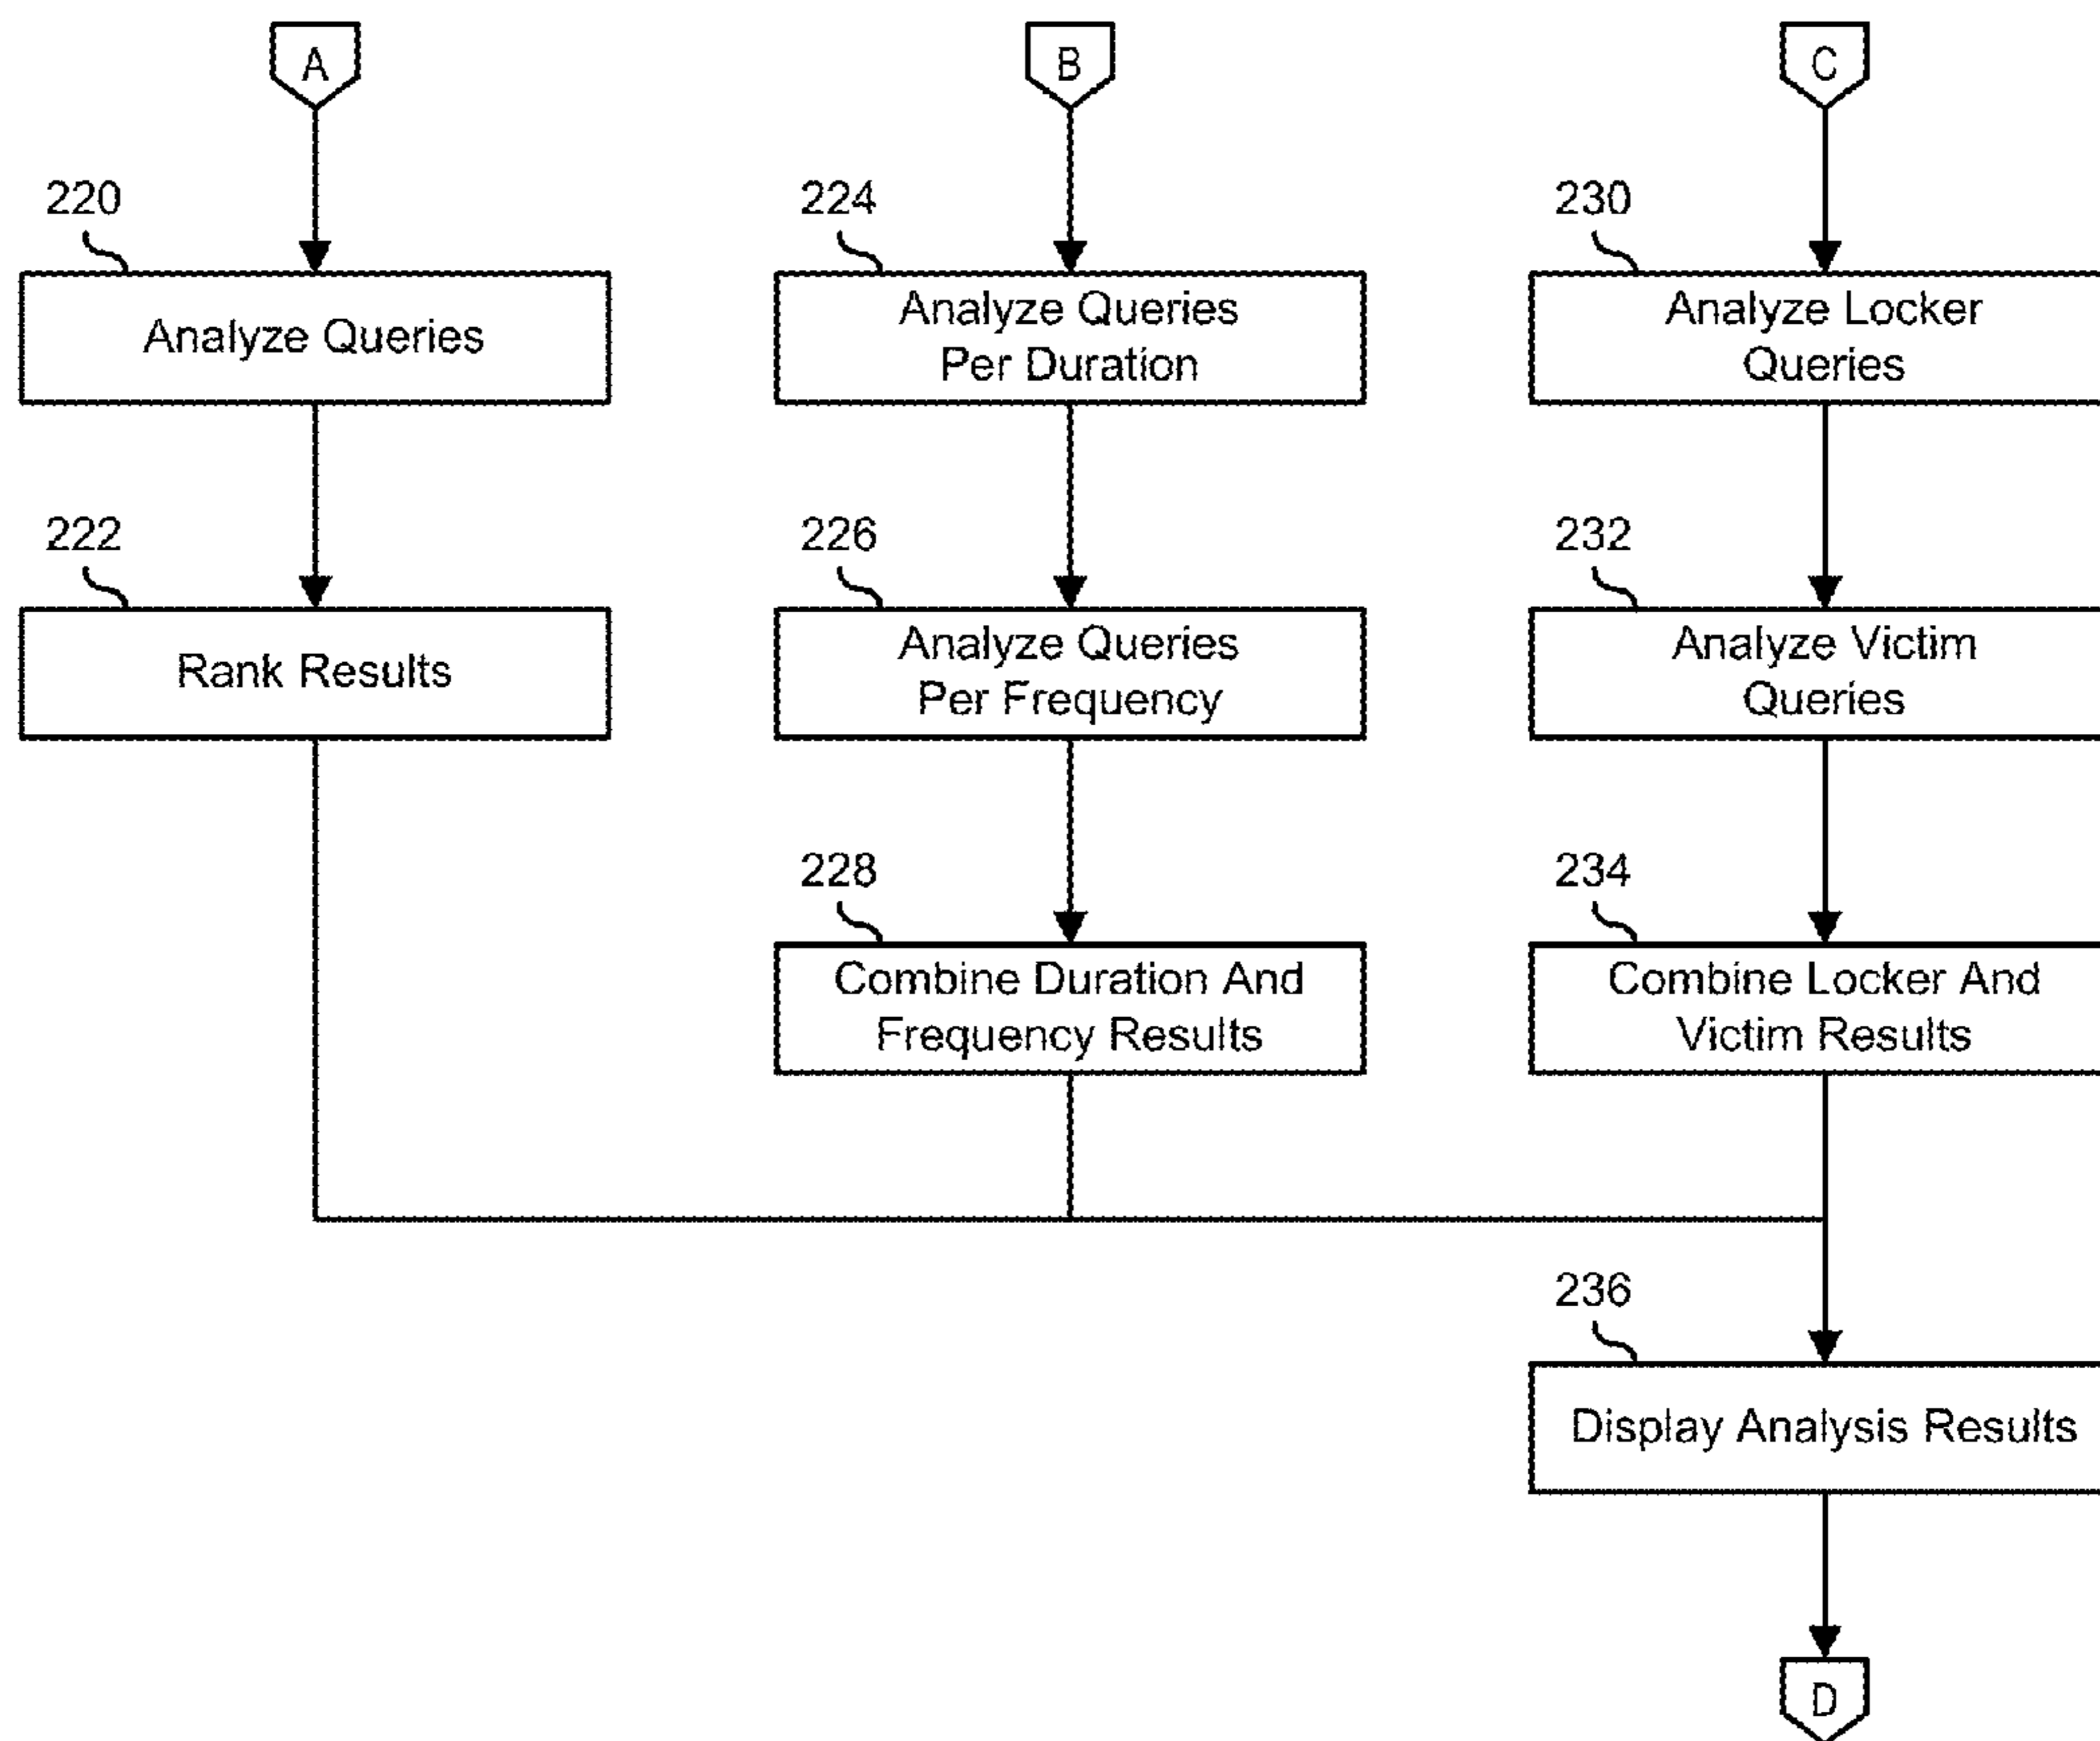 A
B
C
220
224
230
Analyze Queries
Analyze Queries
Per Duration
Analyze Locker
Queries
222
226
232
Rank Results
Analyze Queries
Per Frequency
Analyze Victim
Queries
228
234
Combine Duration And
Frequency Results
Combine Locker And
Victim Results
236
Display Analysis Results
D